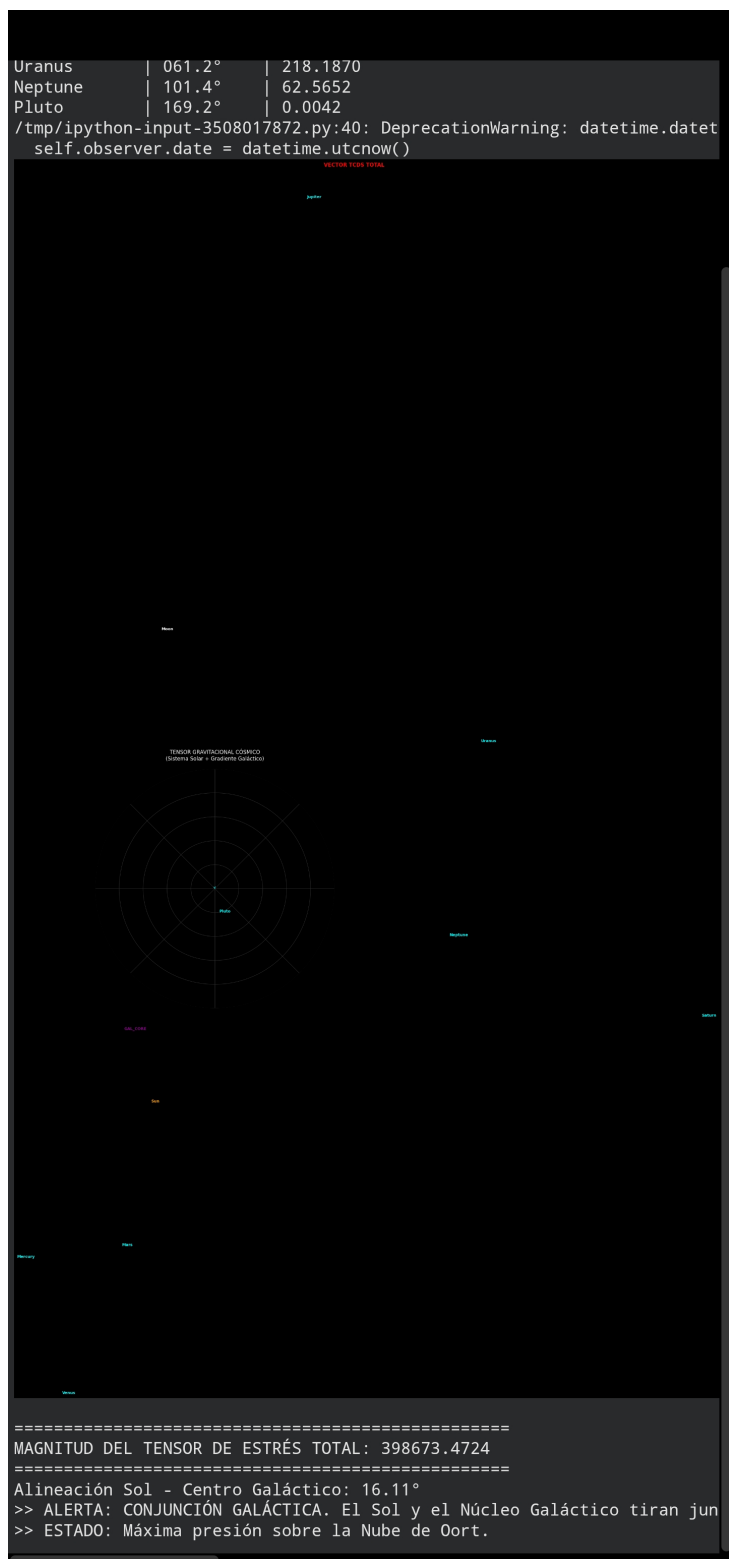 Uranus | 061.2° | 218.1870
Neptune | 101.4° | 62.5652
Pluto | 169.2° | 0.0042
/tmp/ipython-input-3508017872.py:40: DeprecationWarning: datetime.datet
self.observer.date = datetime.utcnow()
VECTOR TCDS TOTAL
Jupiter
Moon
Uranus
TENSOR GRAVITACIONAL CÓSMICO
(Sistema Solar + Gradiente Galáctico)
Pluto
Neptune
Saturn
GAL_CORE
Sun
Mars
Mercury
Venus
==================================================
MAGNITUD DEL TENSOR DE ESTRÉS TOTAL: 398673.4724
==================================================
Alineación Sol - Centro Galáctico: 16.11°
>> ALERTA: CONJUNCIÓN GALÁCTICA. El Sol y el Núcleo Galáctico tiran jun
>> ESTADO: Máxima presión sobre la Nube de Oort.